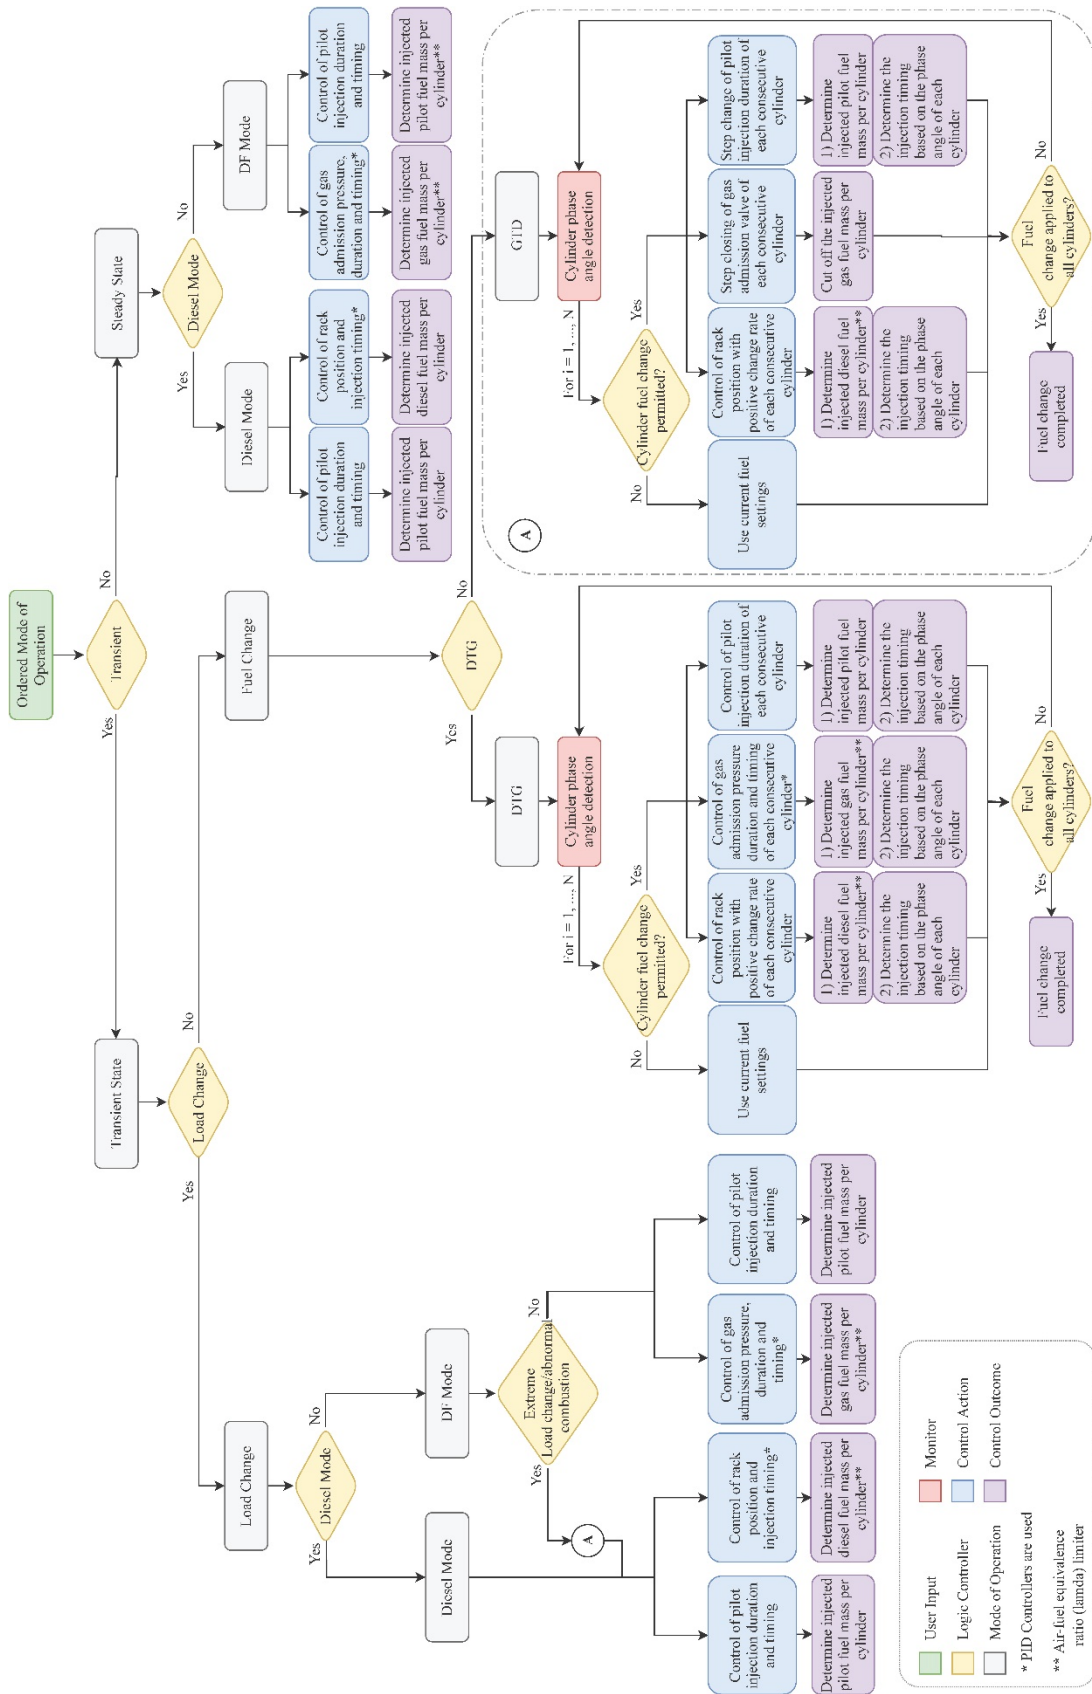 Ordered Mode of
Operation
Transient
Yes
No
Transient State
Steady State
Load Change
Yes
No
Diesel Mode
Yes
No
Diesel Mode
DF Mode
Control of pilot
injection duration
and timing
Control of rack
position and
injection timing*
Control of gas
admission pressure,
duration and timing*
Control of pilot
injection duration
and timing
Determine injected
pilot fuel mass per
cylinder
Determine injected
diesel fuel mass per
cylinder
Determine injected
gas fuel mass per
cylinder**
Determine injected
pilot fuel mass per
cylinder**
Load Change
Fuel Change
Diesel Mode
Yes
No
Diesel Mode
DF Mode
Extreme
Load change/abnormal
combustion
Yes
No
A
Control of pilot
injection duration
and timing
Control of rack
position and
injection timing*
Control of gas
admission pressure,
duration and
timing*
Control of pilot
injection duration
and timing
Determine injected
pilot fuel mass per
cylinder
Determine injected
diesel fuel mass per
cylinder**
Determine injected
gas fuel mass per
cylinder**
Determine injected
pilot fuel mass per
cylinder
DTG
Yes
No
DTG
Cylinder phase
angle detection
For i = 1, ..., N
Cylinder fuel change
permitted?
No
Yes
Use current fuel
settings
Control of rack
position with
positive change rate
of each consecutive
cylinder
Control of gas
admission pressure
duration and timing
of each consecutive
cylinder*
Control of pilot
injection duration of
each consecutive
cylinder
1) Determine
injected diesel fuel
mass per cylinder**
2) Determine the
injection timing
based on the phase
angle of each
cylinder
1) Determine
injected gas fuel
mass per cylinder**
2) Determine the
injection timing
based on the phase
angle of each
cylinder
1) Determine
injected pilot fuel
mass per cylinder
2) Determine the
injection timing
based on the phase
angle of each
cylinder
Fuel
change applied to
all cylinders?
Yes
No
Fuel change
completed
A
GTD
Cylinder phase
angle detection
For i = 1, ..., N
Cylinder fuel change
permitted?
No
Yes
Use current fuel
settings
Control of rack
position with
positive change rate
of each consecutive
cylinder
Step closing of gas
admission valve of
each consecutive
cylinder
Step change of pilot
injection duration of
each consecutive
cylinder
1) Determine
injected diesel fuel
mass per cylinder**
2) Determine the
injection timing
based on the phase
angle of each
cylinder
Cut off the injected
gas fuel mass per
cylinder
1) Determine
injected pilot fuel
mass per cylinder
2) Determine the
injection timing
based on the phase
angle of each
cylinder
Fuel
change applied to
all cylinders?
Yes
No
Fuel change
completed
User Input
Logic Controller
Mode of Operation
Monitor
Control Action
Control Outcome
* PID Controllers are used
** Air-fuel equivalence
ratio (lamda) limiter